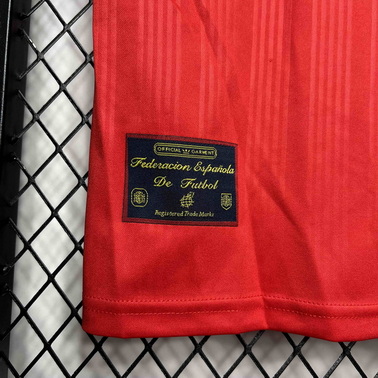 OFFICIAL GARMENT
Federacion Española
De Futbol
Registered Trade Marks